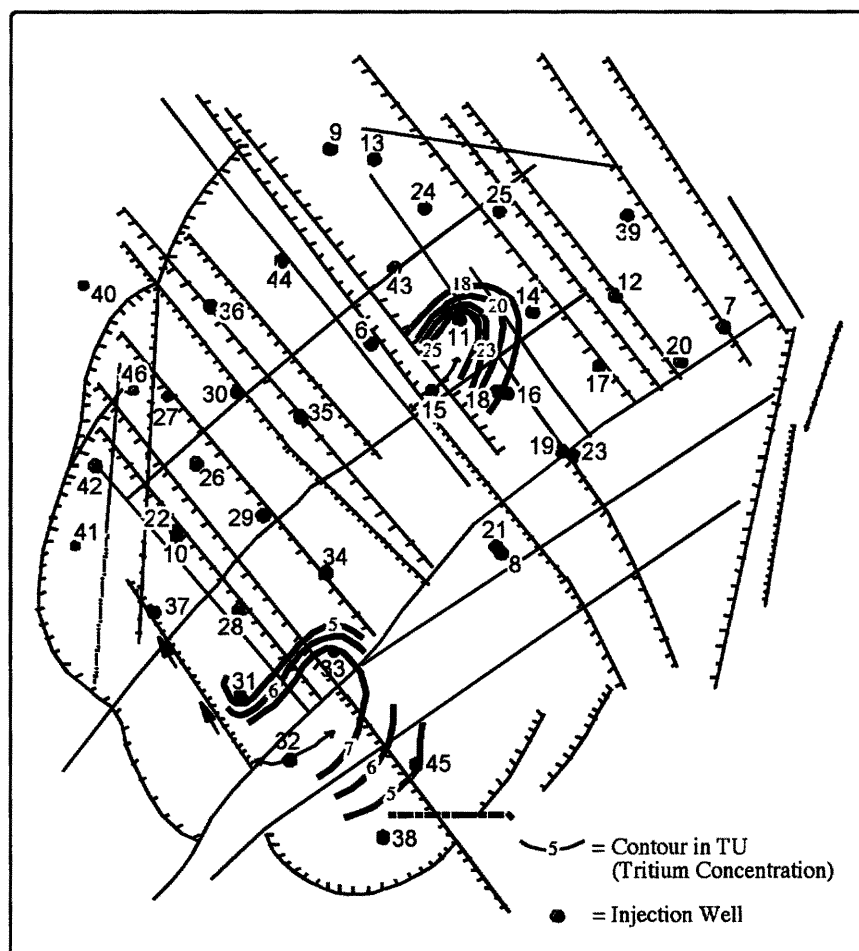 9 13
24 25
39
18
44 43
40
36
20 14 12
11 7
6
25 23 20
46
27 30 15 18 16 17
35
19 23
42 26
22 29 21
41 10 8
34
37 28
5
33
31 6
7
32
6 45
5
38
5 = Contour in TU
(Tritium Concentration)
= Injection Well